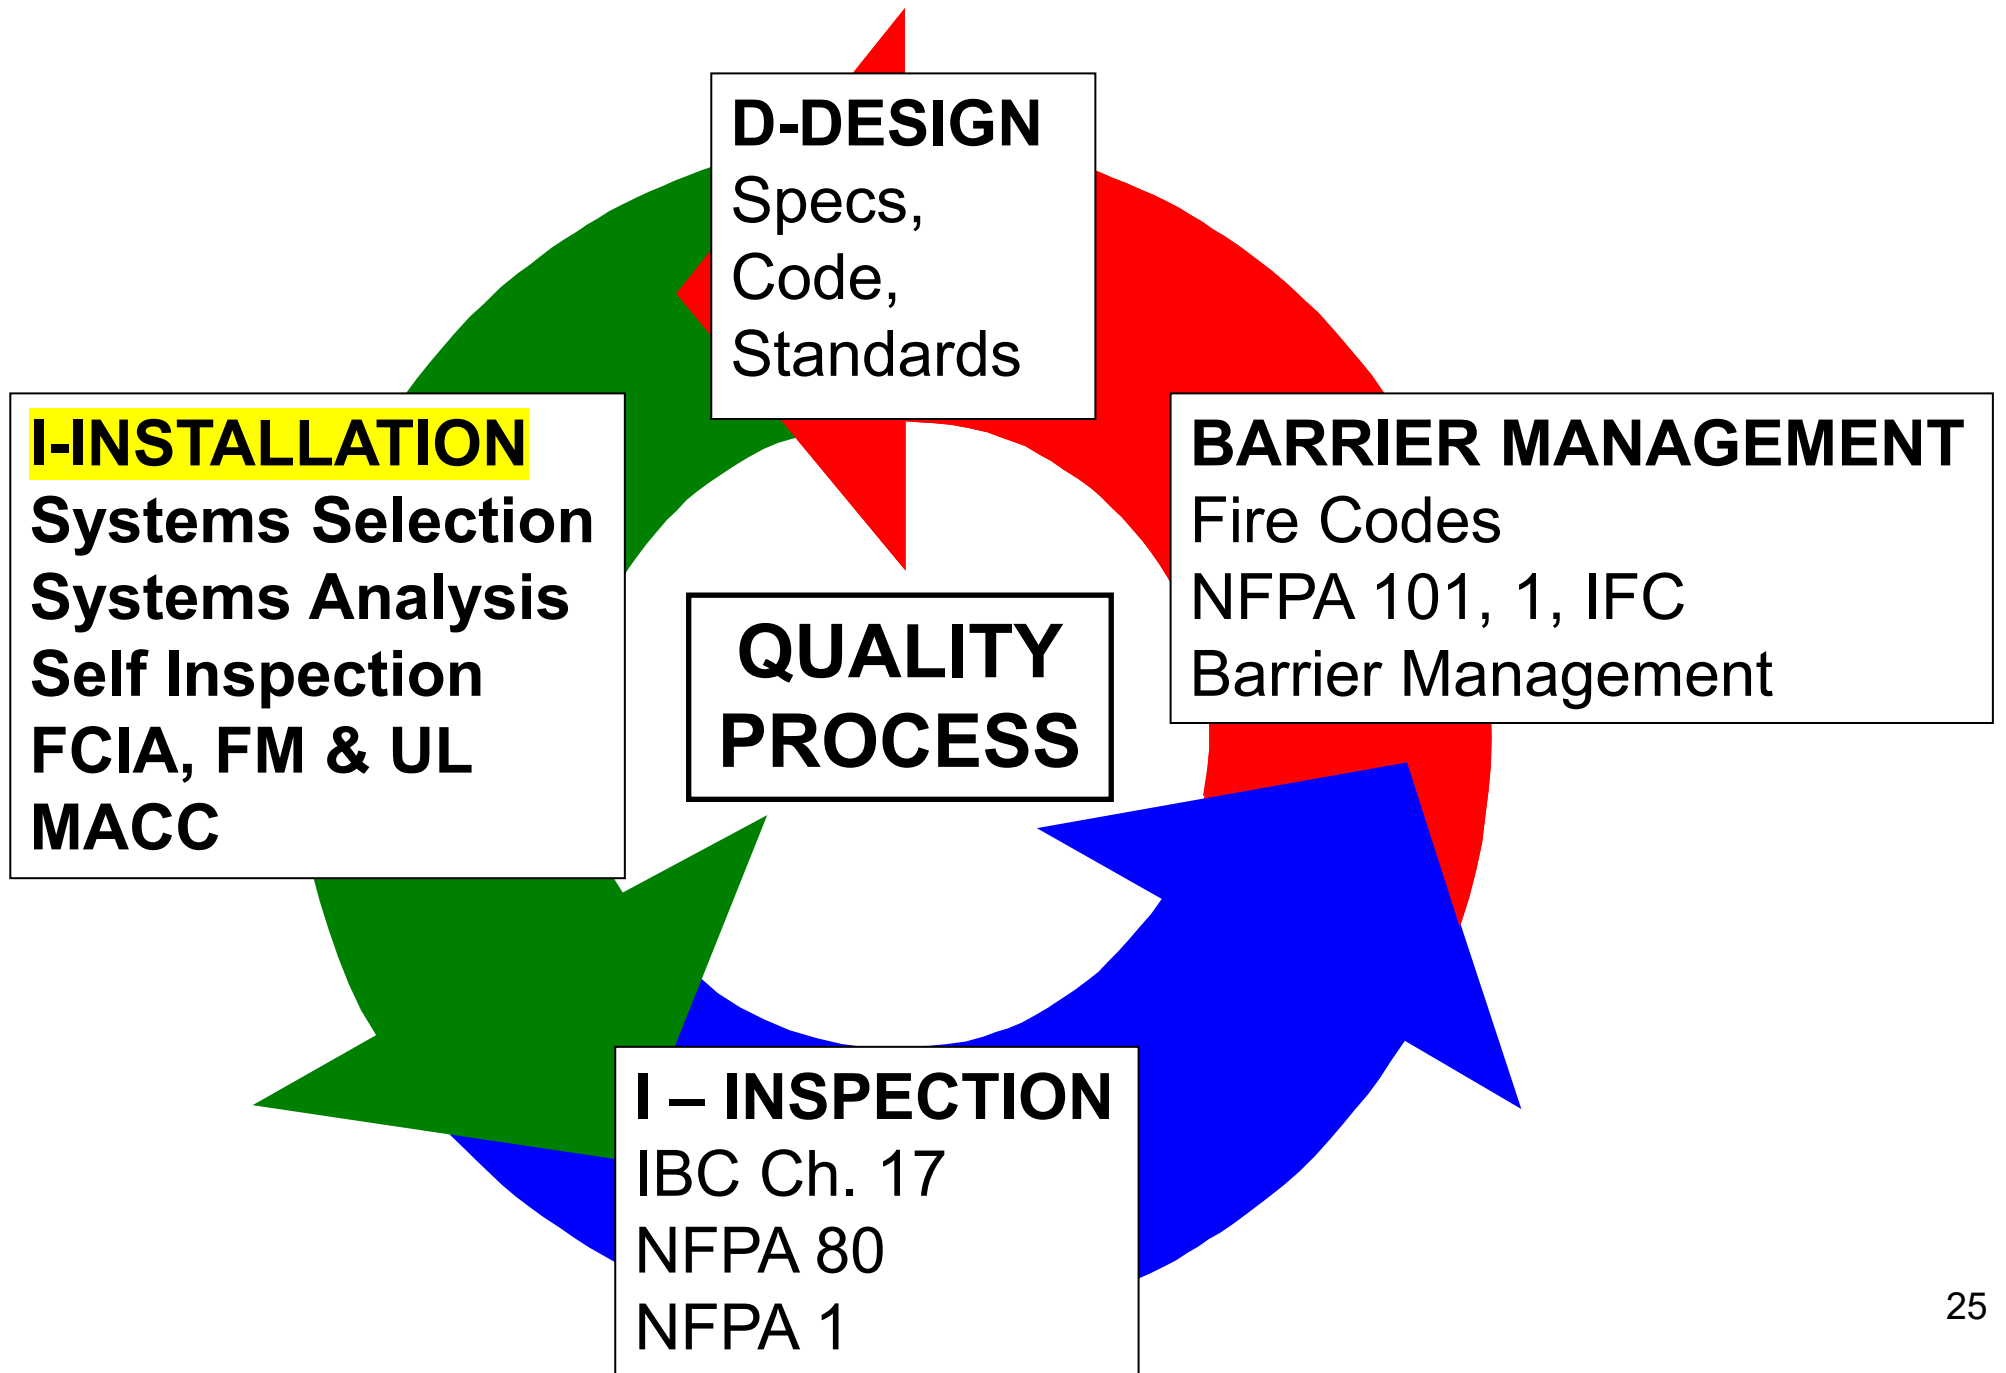 D-DESIGN
Specs,
Code,
Standards
I-INSTALLATION
Systems Selection
Systems Analysis
Self Inspection
FCIA, FM & UL
MACC
BARRIER MANAGEMENT
Fire Codes
NFPA 101, 1, IFC
Barrier Management
QUALITY
PROCESS
I – INSPECTION
IBC Ch. 17
NFPA 80
NFPA 1
25